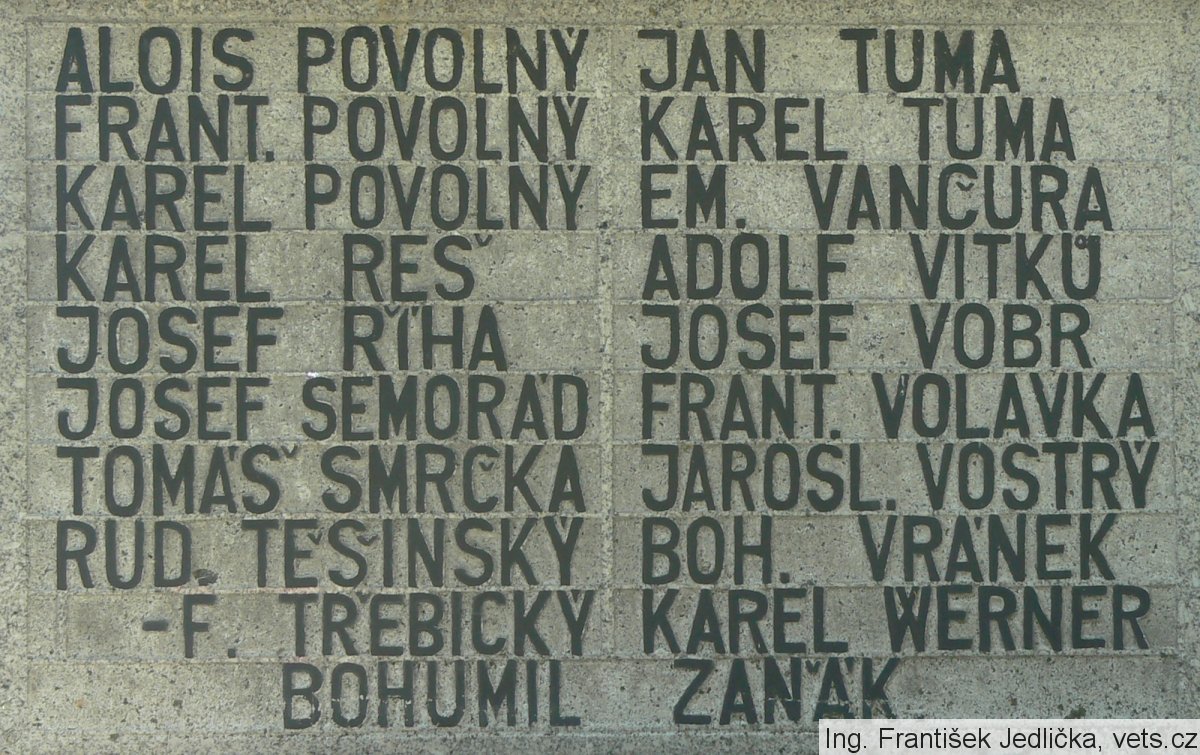 ALOIS POVOLNÝ
FRANT. POVOLNÝ
KAREL POVOLNÝ
KAREL REŠ
JOSEF ŘÍHA
JOSEF SEMORÁD
TOMÁŠ SMRČKA
RUD. TĚŠÍNSKÝ
-F. TŘEBICKÝ
JAN TUMA
KAREL TUMA
EM. VANČURA
ADOLF VÍTKŮ
JOSEF VOBR
FRANT. VOLAVKA
JAROSL. VOSTRÝ
BOH. VRÁNEK
KAREL WERNER
BOHUMIL ZAŇÁK
Ing. František Jedlička, vets.cz